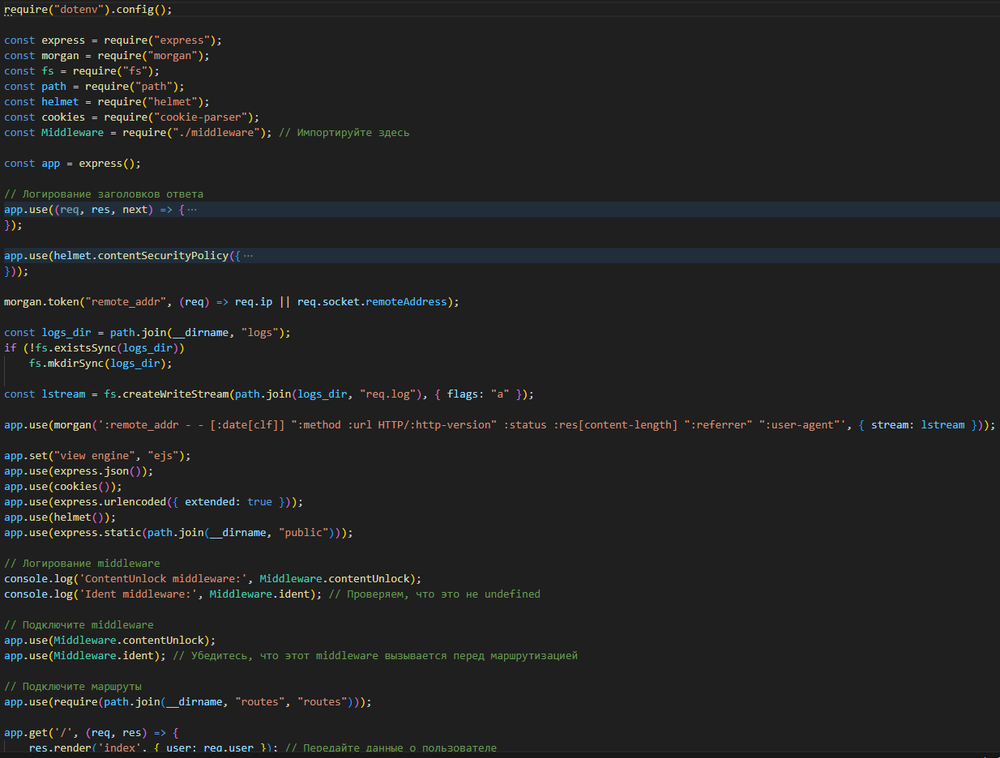 require("dotenv").config();
const express = require("express");
const morgan = require("morgan");
const fs = require("fs");
const path = require("path");
const helmet = require("helmet");
const cookies = require("cookie-parser");
const Middleware = require("./middleware"); // Импортируйте здесь
const app = express();
// Логирование заголовков ответа
app.use((req, res, next) => { ···
});
app.use(helmet.contentSecurityPolicy({ ···
}));
morgan.token("remote_addr", (req) => req.ip || req.socket.remoteAddress);
const logs_dir = path.join(__dirname, "logs");
if (!fs.existsSync(logs_dir))
    fs.mkdirSync(logs_dir);
const lstream = fs.createWriteStream(path.join(logs_dir, "req.log"), { flags: "a" });
app.use(morgan(':remote_addr - - [:date[clf]] ":method :url HTTP/:http-version" :status :res[content-length] ":referrer" ":user-agent"', { stream: lstream }));
app.set("view engine", "ejs");
app.use(express.json());
app.use(cookies());
app.use(express.urlencoded({ extended: true }));
app.use(helmet());
app.use(express.static(path.join(__dirname, "public")));
// Логирование middleware
console.log('ContentUnlock middleware:', Middleware.contentUnlock);
console.log('Ident middleware:', Middleware.ident); // Проверяем, что это не undefined
// Подключите middleware
app.use(Middleware.contentUnlock);
app.use(Middleware.ident); // Убедитесь, что этот middleware вызывается перед маршрутизацией
// Подключите маршруты
app.use(require(path.join(__dirname, "routes", "routes")));
app.get('/', (req, res) => {
    res.render('index', { user: req.user }); // Передайте данные о пользователе